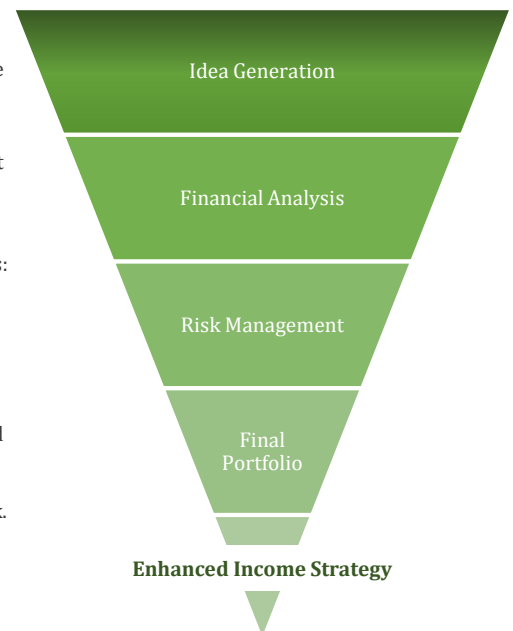 Idea Generation
Financial Analysis
Risk Management
Final
Portfolio
Enhanced Income Strategy